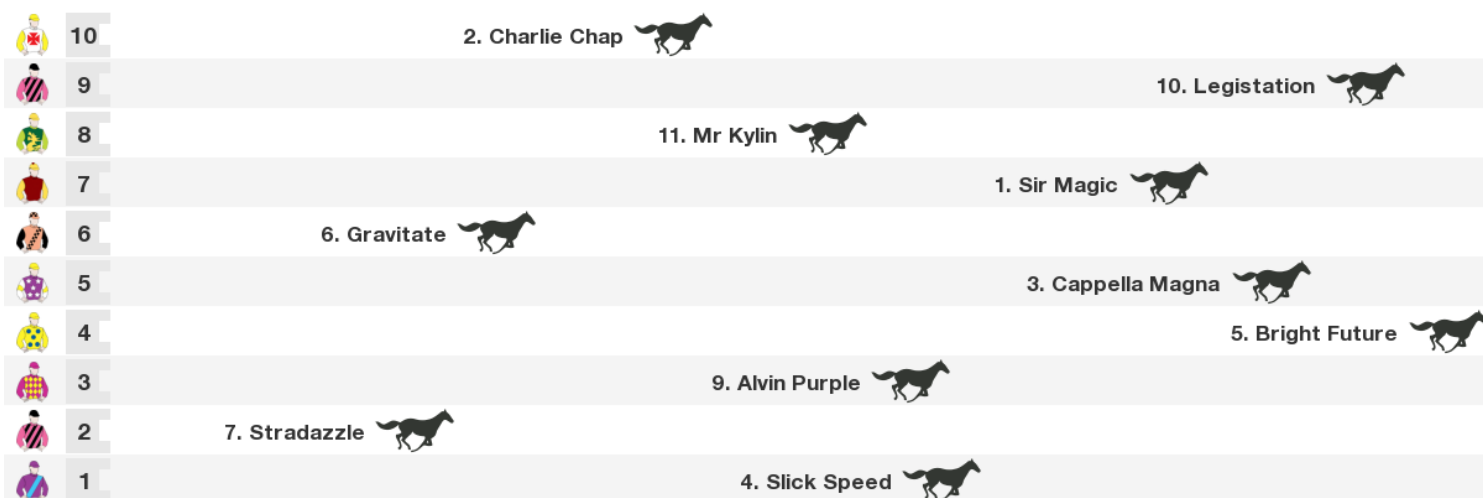 10 2. Charlie Chap
9 10. Legistation
8 11. Mr Kylin
7 1. Sir Magic
6 6. Gravitate
5 3. Cappella Magna
4 5. Bright Future
3 9. Alvin Purple
2 7. Stradazzle
1 4. Slick Speed